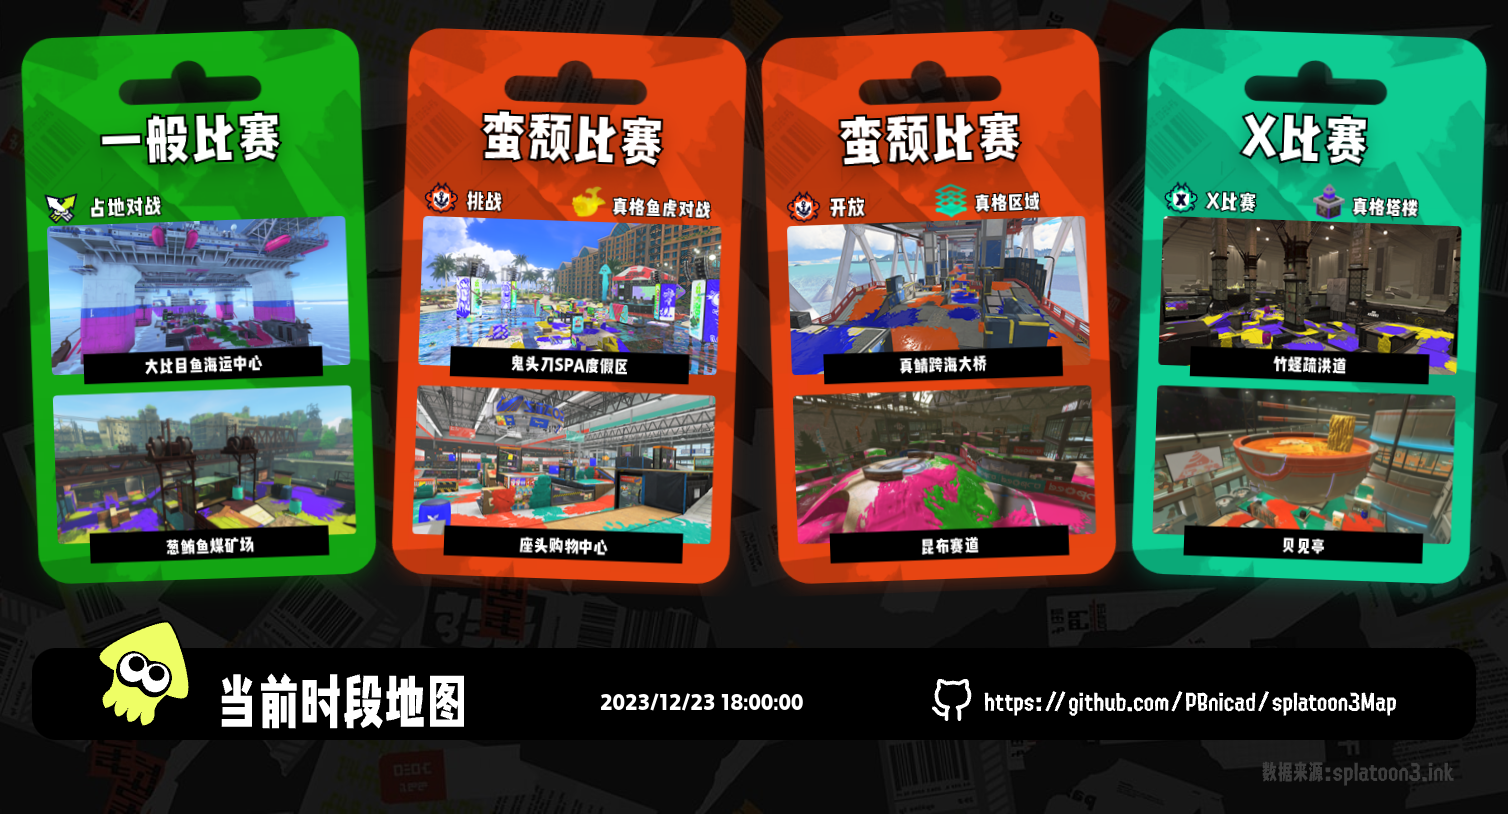 一般比赛
占地对战
大比目鱼海运中心
葱鲔鱼煤矿场
蛮颓比赛
挑战
真格鱼虎对战
鬼头刀SPA度假区
座头购物中心
蛮颓比赛
开放
真格区域
真鲷跨海大桥
昆布赛道
X比赛
X比赛
真格塔楼
竹蛏疏洪道
贝见亭
当前时段地图
2023/12/23 18:00:00
https://github.com/PBnicad/splatoon3Map
数据来源:splatoon3.ink